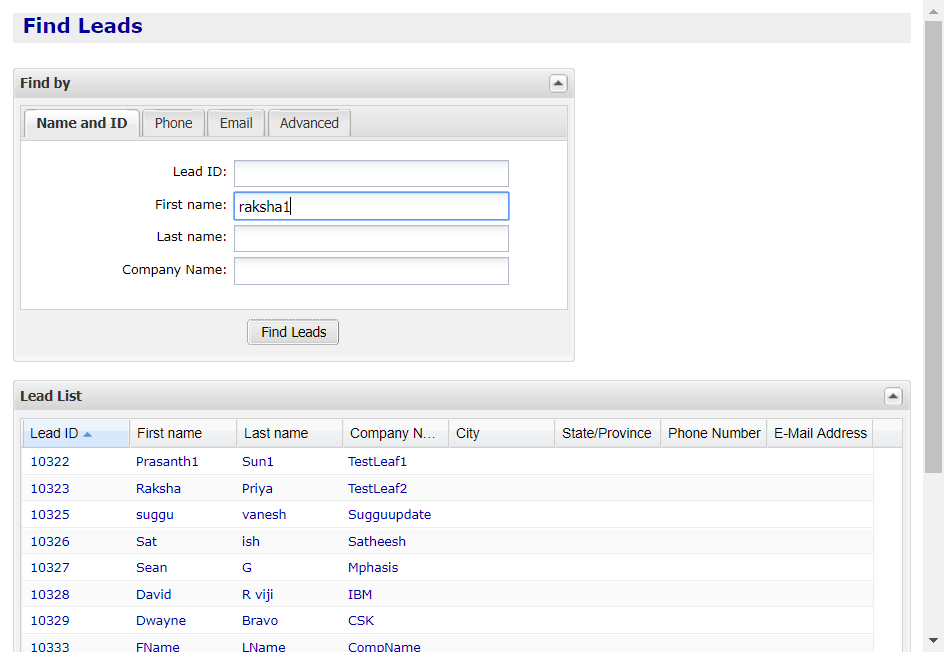 Find Leads
Find by
Name and ID Phone Email Advanced
Lead ID:
First name: raksha1
Last name:
Company Name:
Find Leads
Lead List
Lead ID First name Last name Company N... City State/Province Phone Number E-Mail Address
10322 Prasanth1 Sun1 TestLeaf1
10323 Raksha Priya TestLeaf2
10325 suggu vanesh Sugguupdate
10326 Sat ish Satheesh
10327 Sean G Mphasis
10328 David R viji IBM
10329 Dwayne Bravo CSK
10333 FName LName CompName